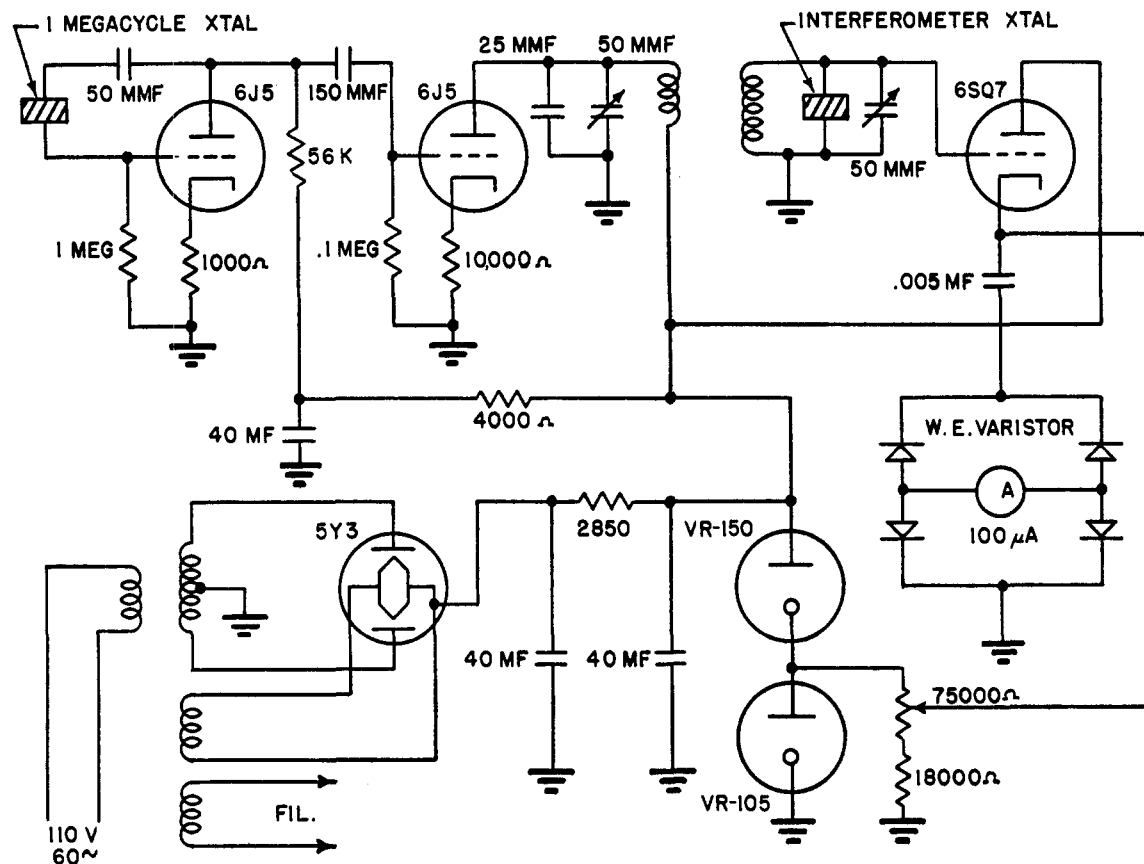 1 MEGACYCLE XTAL
INTERFEROMETER XTAL
25 MMF
50 MMF
50 MMF
6J5
150 MMF
6J5
6SQ7
56 K
50 MMF
1 MEG
1000Ω
.1 MEG
10,000Ω
.005 MF
4000Ω
40 MF
W. E. VARISTOR
A
100 μA
5Y3
2850
VR-150
40 MF
40 MF
75000Ω
18000Ω
VR-105
FIL.
110 V
60~